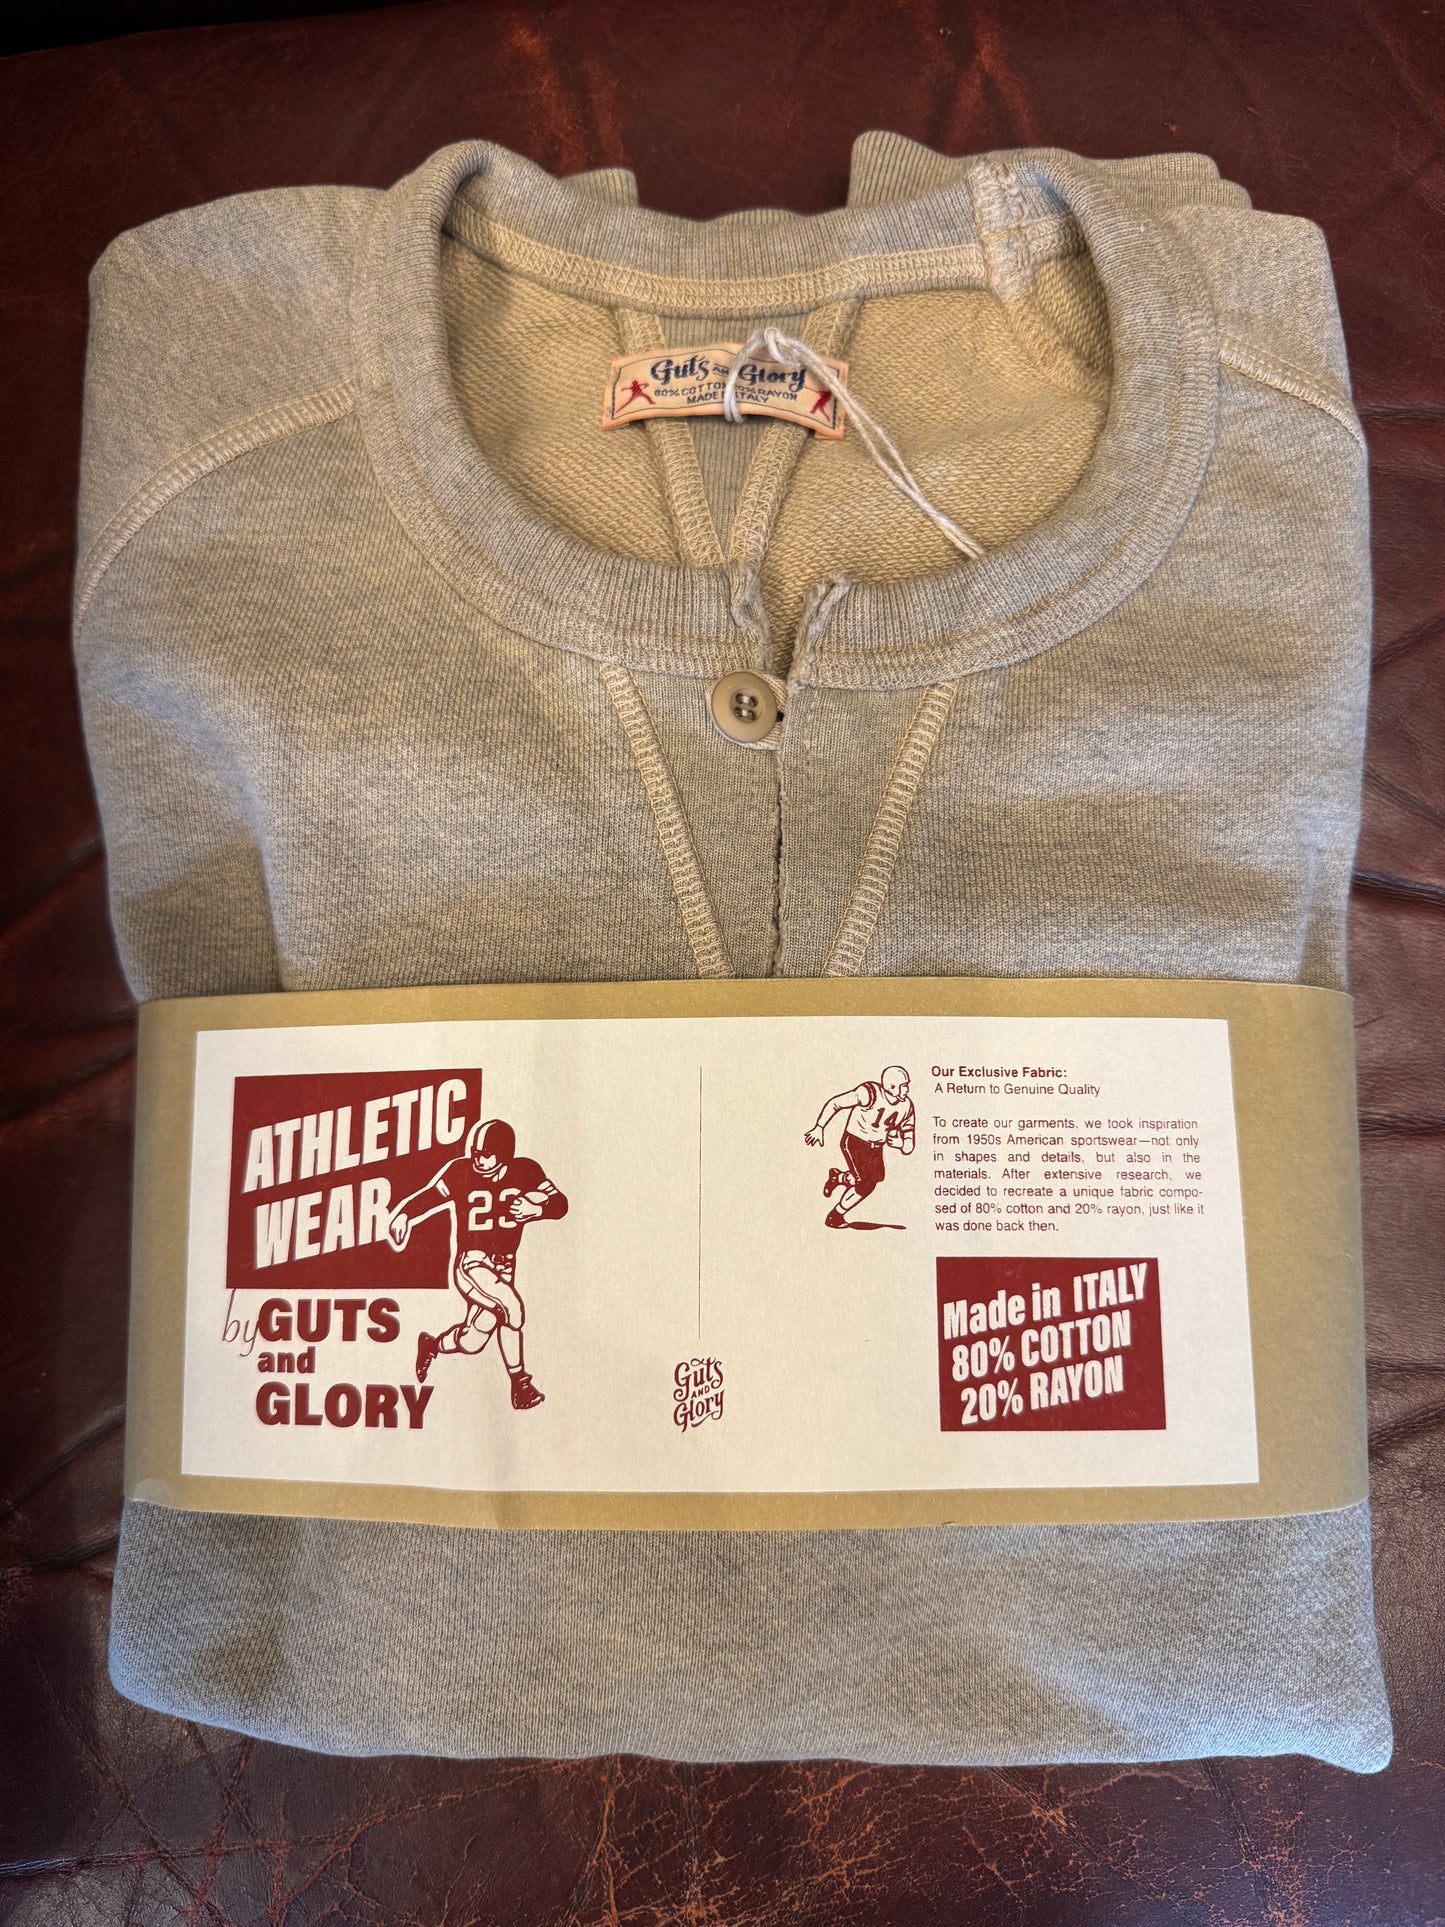 Guts AND Glory
80% COTTON RAYON
MADE ITALY
ATHLETIC
WEAR
23
by GUTS
and
GLORY
Guts
AND
Glory
14
Our Exclusive Fabric:
A Return to Genuine Quality
To create our garments, we took inspiration
from 1950s American sportswear—not only
in shapes and details, but also in the
materials. After extensive research, we
decided to recreate a unique fabric compo-
sed of 80% cotton and 20% rayon, just like it
was done back then.
Made in ITALY
80% COTTON
20% RAYON